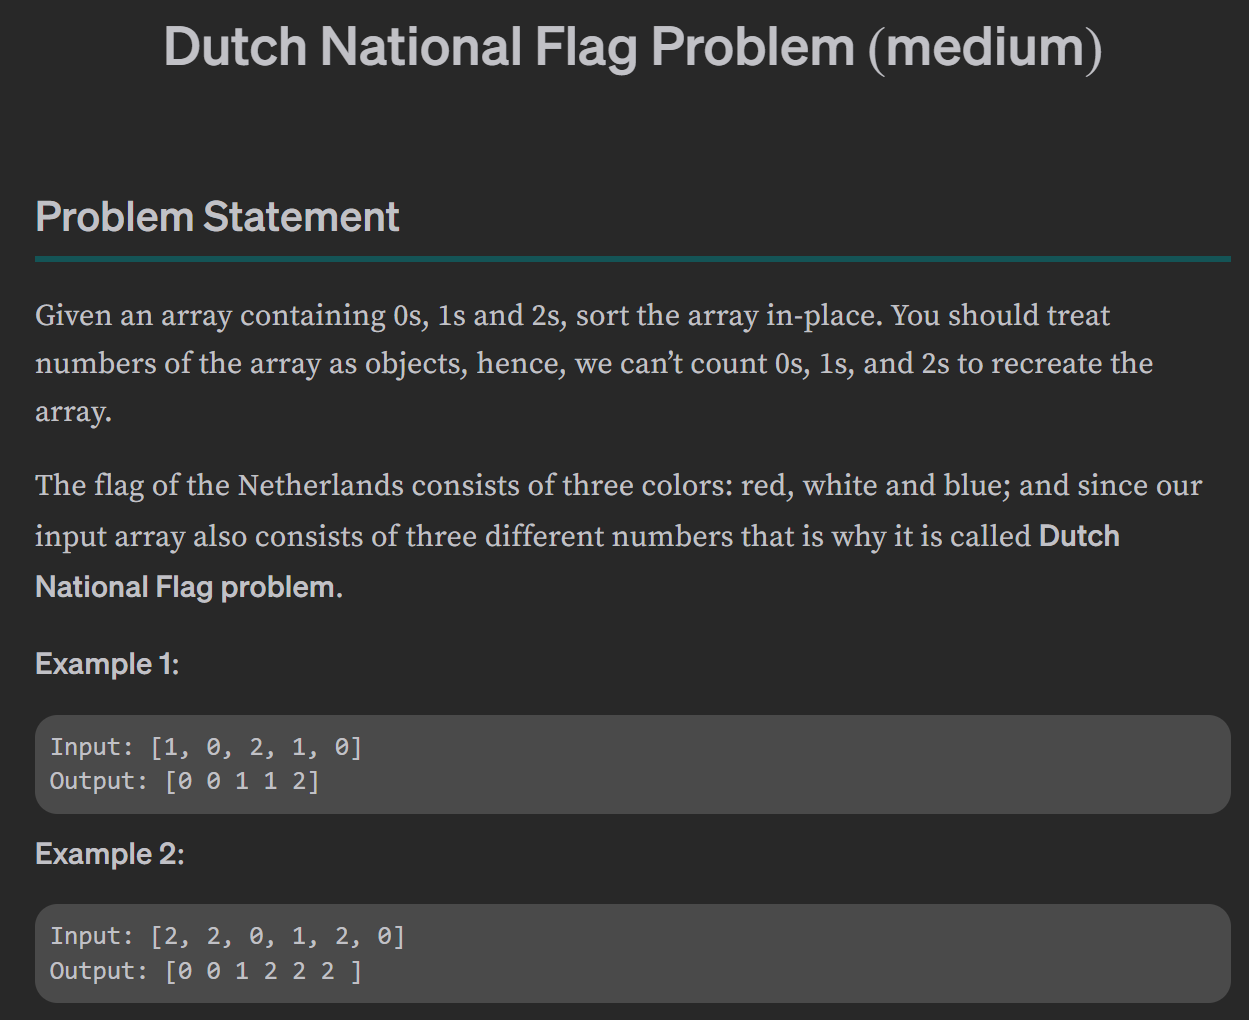 Dutch National Flag Problem (medium)
Problem Statement
Given an array containing 0s, 1s and 2s, sort the array in-place. You should treat
numbers of the array as objects, hence, we can’t count 0s, 1s, and 2s to recreate the
array.
The flag of the Netherlands consists of three colors: red, white and blue; and since our
input array also consists of three different numbers that is why it is called Dutch
National Flag problem.
Example 1:
Input: [1, 0, 2, 1, 0]
Output: [0 0 1 1 2]
Example 2:
Input: [2, 2, 0, 1, 2, 0]
Output: [0 0 1 2 2 2 ]